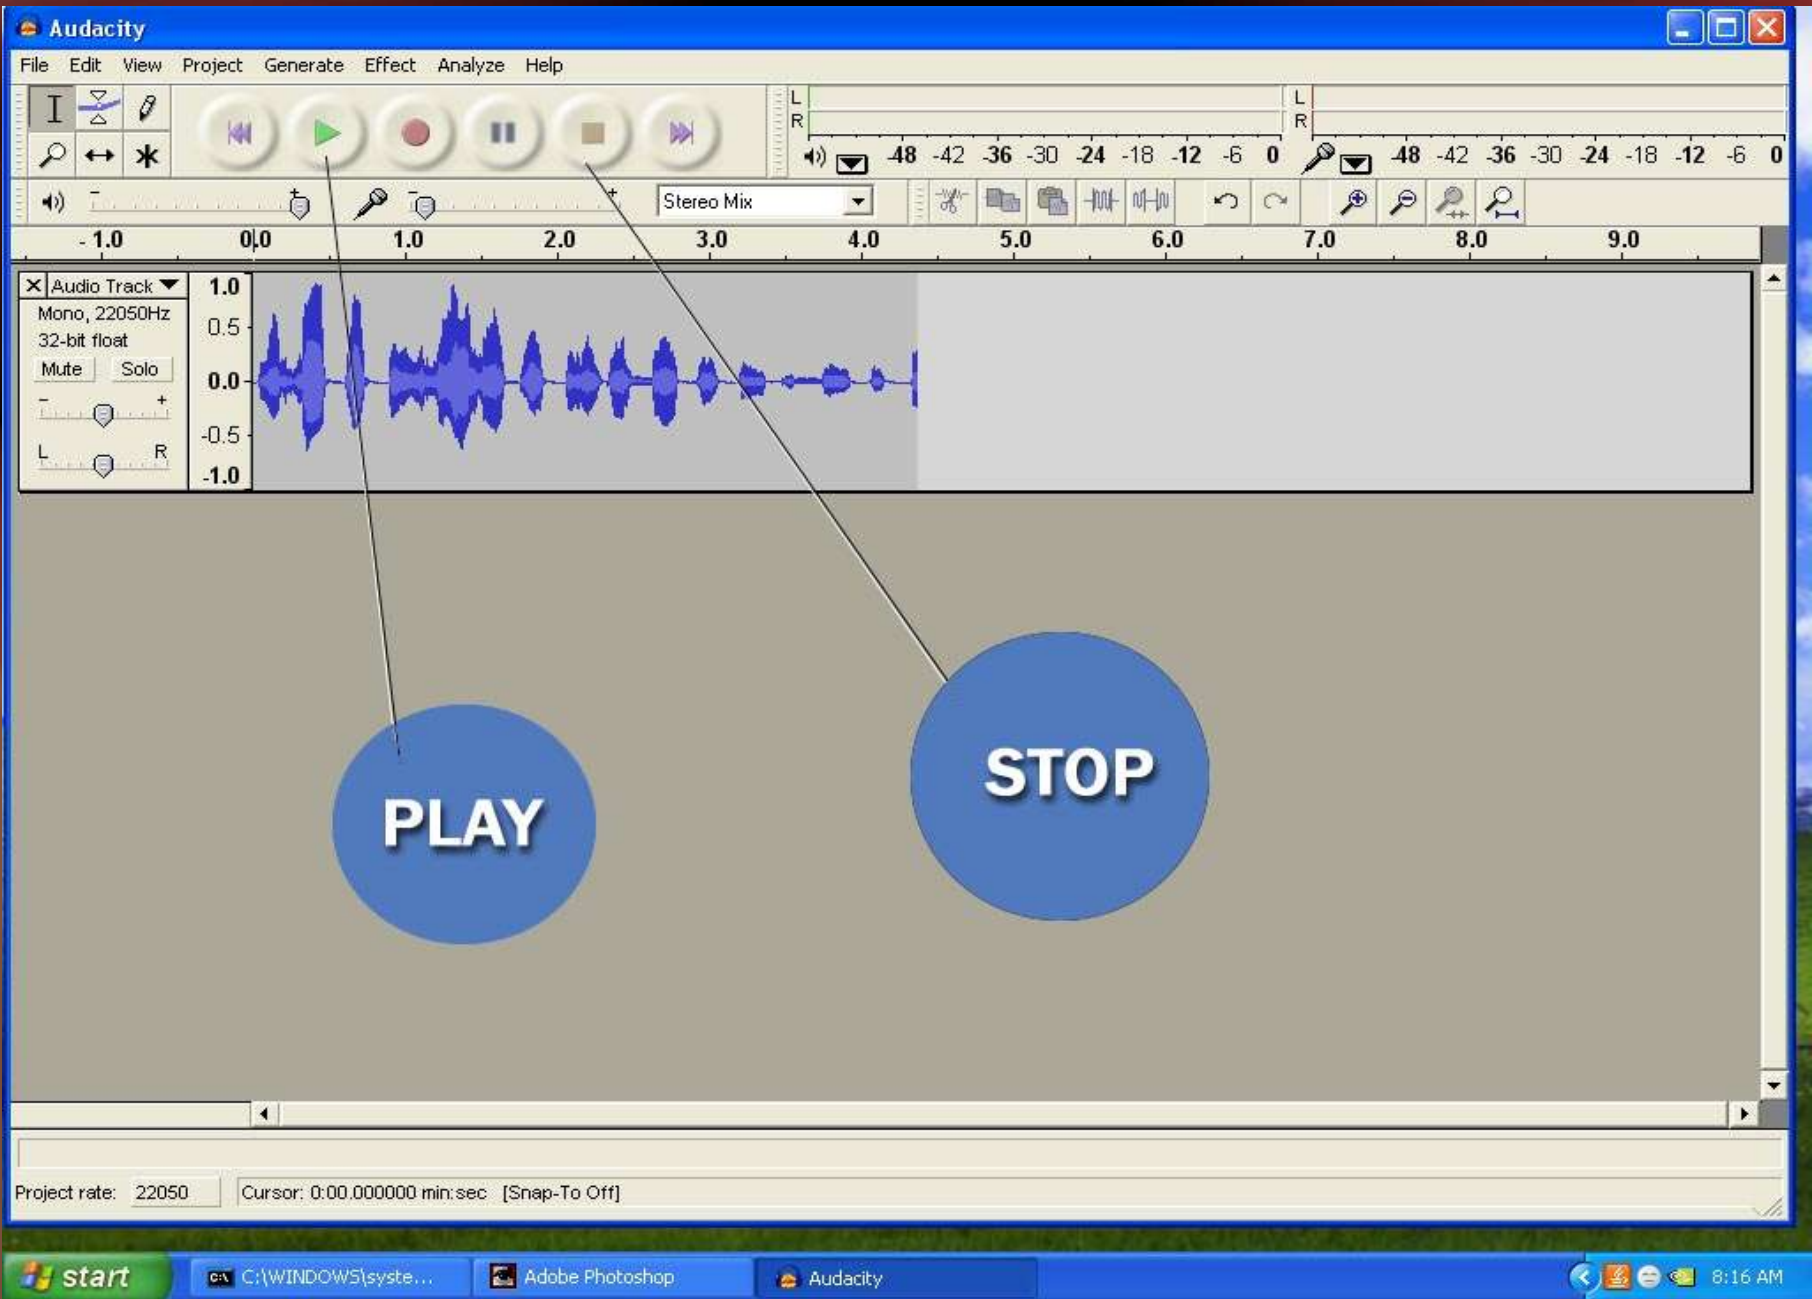 Audacity
File Edit View Project Generate Effect Analyze Help
L
R
-48 -42 -36 -30 -24 -18 -12 -6 0
L
R
-48 -42 -36 -30 -24 -18 -12 -6 0
- + - +
Stereo Mix
- 1.0 0.0 1.0 2.0 3.0 4.0 5.0 6.0 7.0 8.0 9.0
X Audio Track
Mono, 22050Hz
32-bit float
Mute Solo
- +
L R
1.0
0.5
0.0
-0.5
-1.0
PLAY
STOP
Project rate: 22050 Cursor: 0:00.000000 min:sec [Snap-To Off]
start C:\WINDOWS\syste... Adobe Photoshop Audacity 8:16 AM